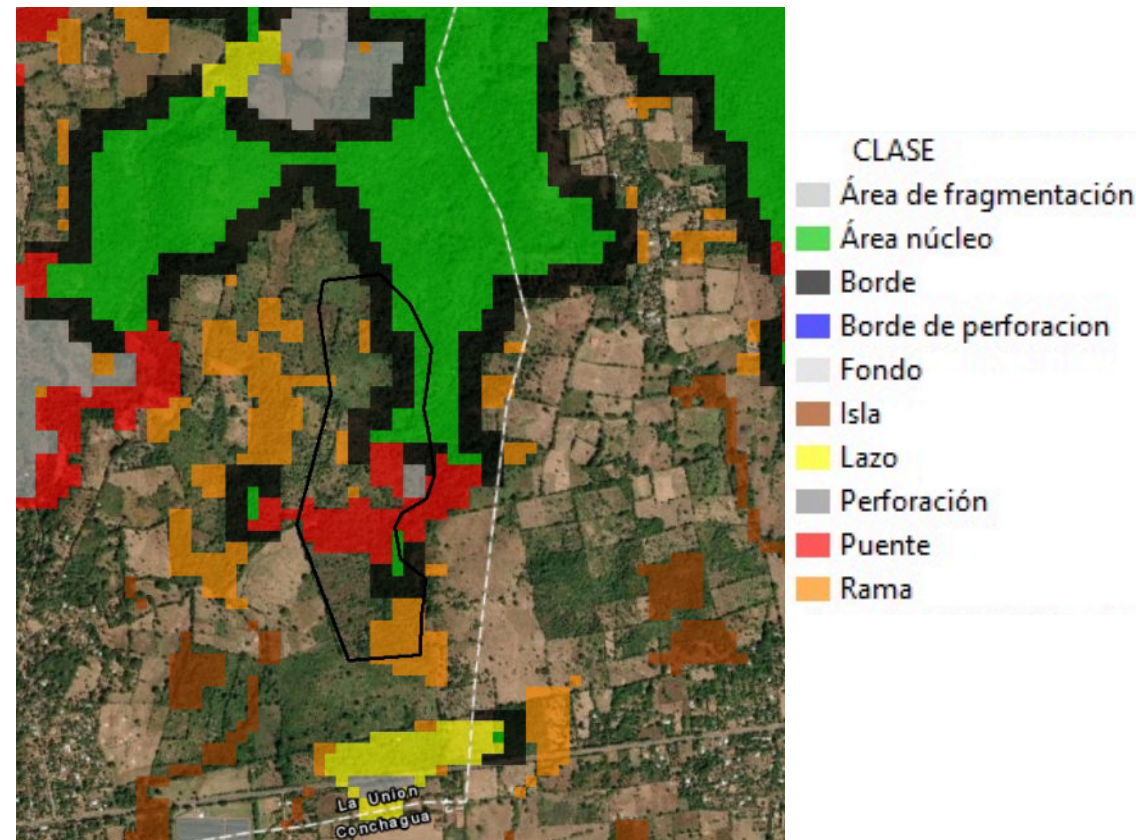 CLASE
Área de fragmentación
Área núcleo
Borde
Borde de perforacion
Fondo
Isla
Lazo
Perforación
Puente
Rama
La Union
Conchagua